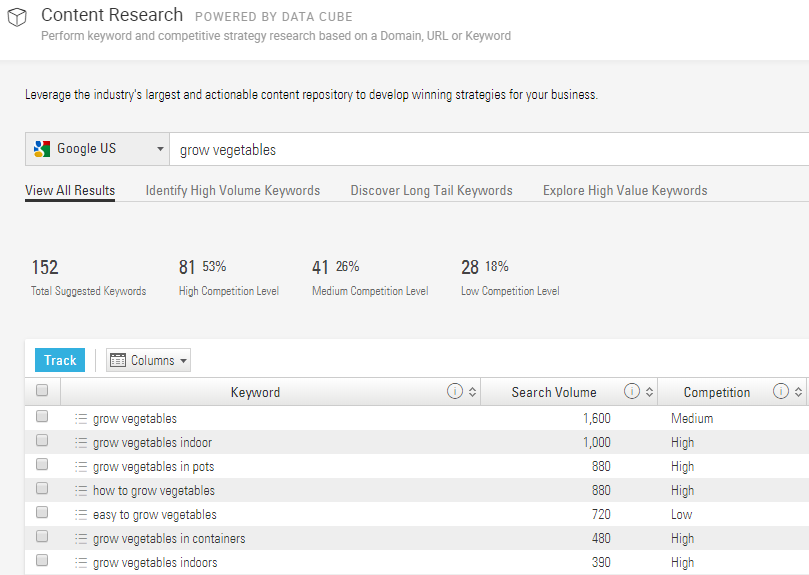 Content Research POWERED BY DATA CUBE
Perform keyword and competitive strategy research based on a Domain, URL or Keyword
Leverage the industry's largest and actionable content repository to develop winning strategies for your business.
Google US grow vegetables
View All Results Identify High Volume Keywords Discover Long Tail Keywords Explore High Value Keywords
152 81 53% 41 26% 28 18%
Total Suggested Keywords High Competition Level Medium Competition Level Low Competition Level
Track Columns
Keyword Search Volume Competition
grow vegetables 1,600 Medium
grow vegetables indoor 1,000 High
grow vegetables in pots 880 High
how to grow vegetables 880 High
easy to grow vegetables 720 Low
grow vegetables in containers 480 High
grow vegetables indoors 390 High